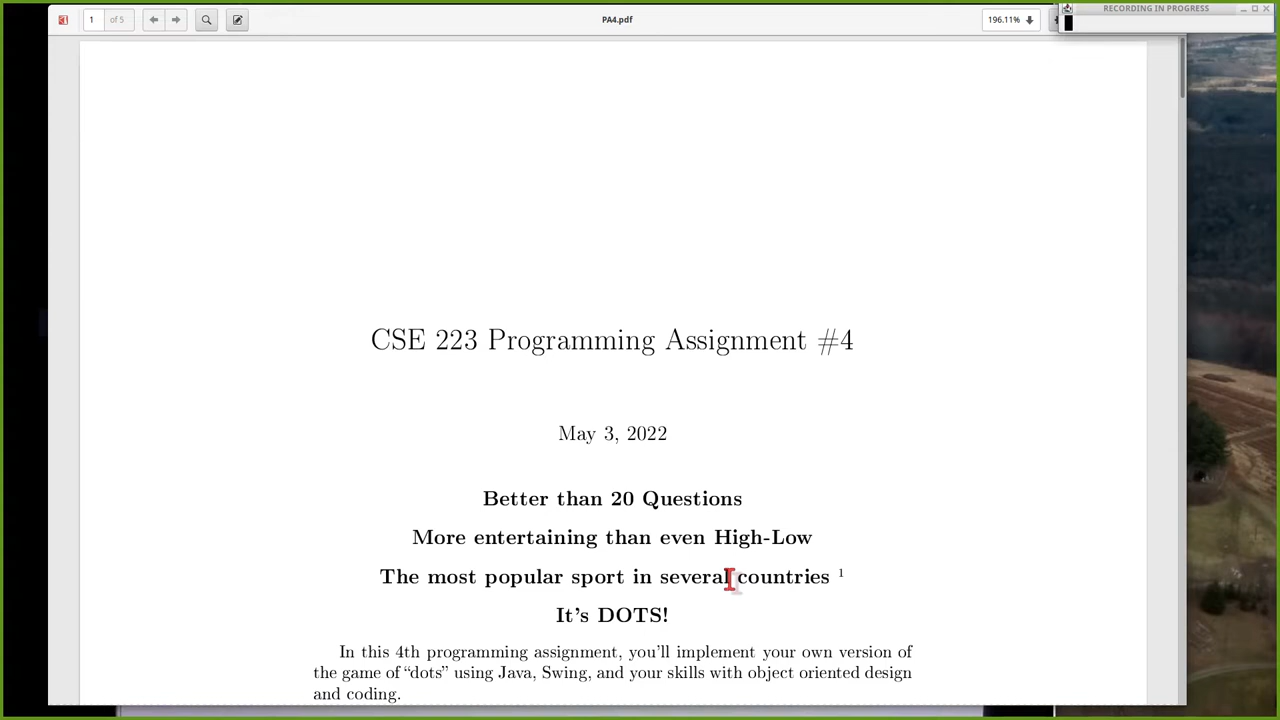 1 of 5
PA4.pdf
196.11%
RECORDING IN PROGRESS
CSE 223 Programming Assignment #4
May 3, 2022
Better than 20 Questions
More entertaining than even High-Low
The most popular sport in several countries 1
It's DOTS!
In this 4th programming assignment, you'll implement your own version of
the game of "dots" using Java, Swing, and your skills with object oriented design
and coding.